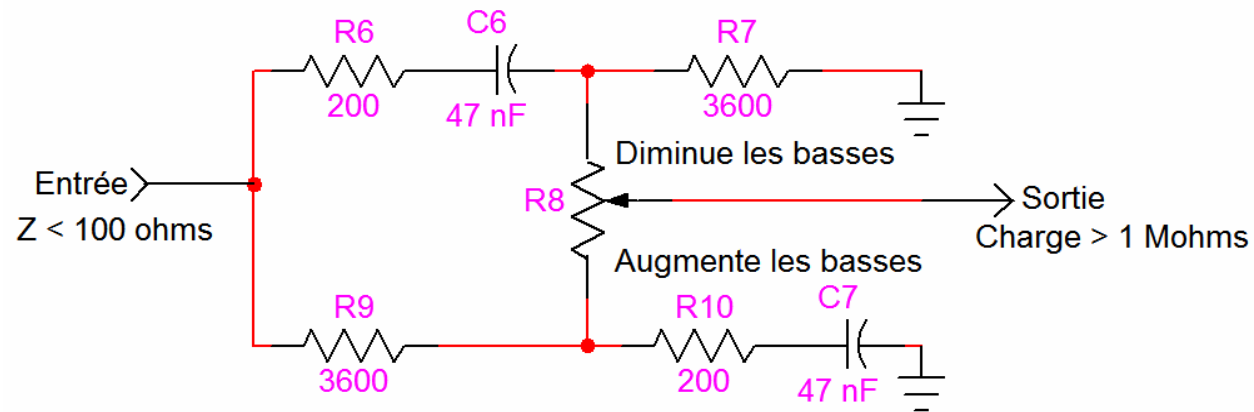 R6
200
C6
47 nF
R7
3600
Diminue les basses
Entrée
Z < 100 ohms
R8
Sortie
Charge > 1 Mohms
Augmente les basses
R9
3600
R10
200
C7
47 nF